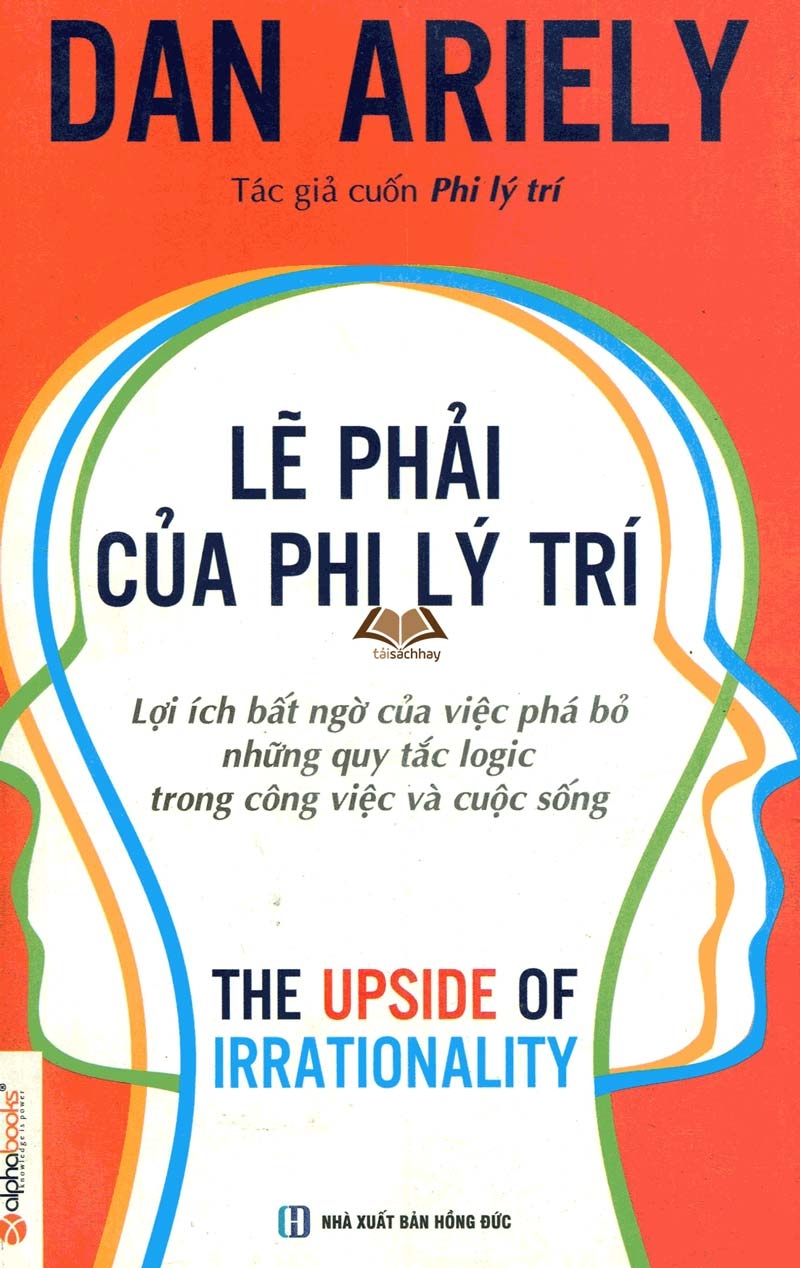 DAN ARIELY
Tác giả cuốn Phi lý trí
LẼ PHẢI
CỦA PHI LÝ TRÍ
tảisáchhay
Lợi ích bất ngờ của việc phá bỏ
những quy tắc logic
trong công việc và cuộc sống
THE UPSIDE OF
IRRATIONALITY
alphabooks®
knowledge is power
NHÀ XUẤT BẢN HỒNG ĐỨC